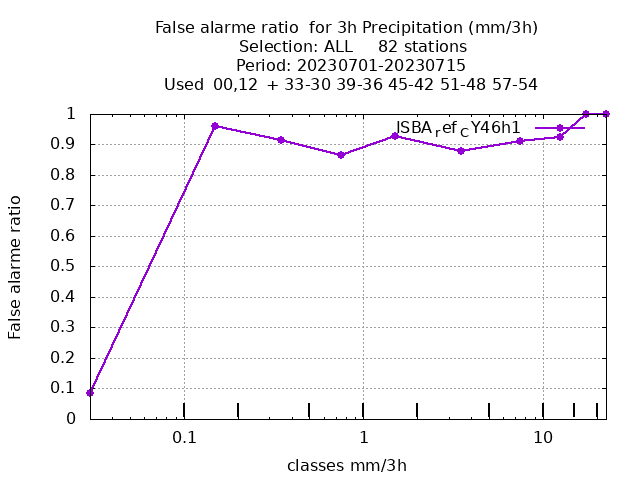 False alarme ratio  for 3h Precipitation (mm/3h)
Selection: ALL     82 stations
Period: 20230701-20230715
Used  00,12  + 33-30 39-36 45-42 51-48 57-54
JSBAref CY46h1
1
0.9
0.8
0.7
0.6
0.5
0.4
0.3
0.2
0.1
0
False alarme ratio
0.1 1 10
classes mm/3h